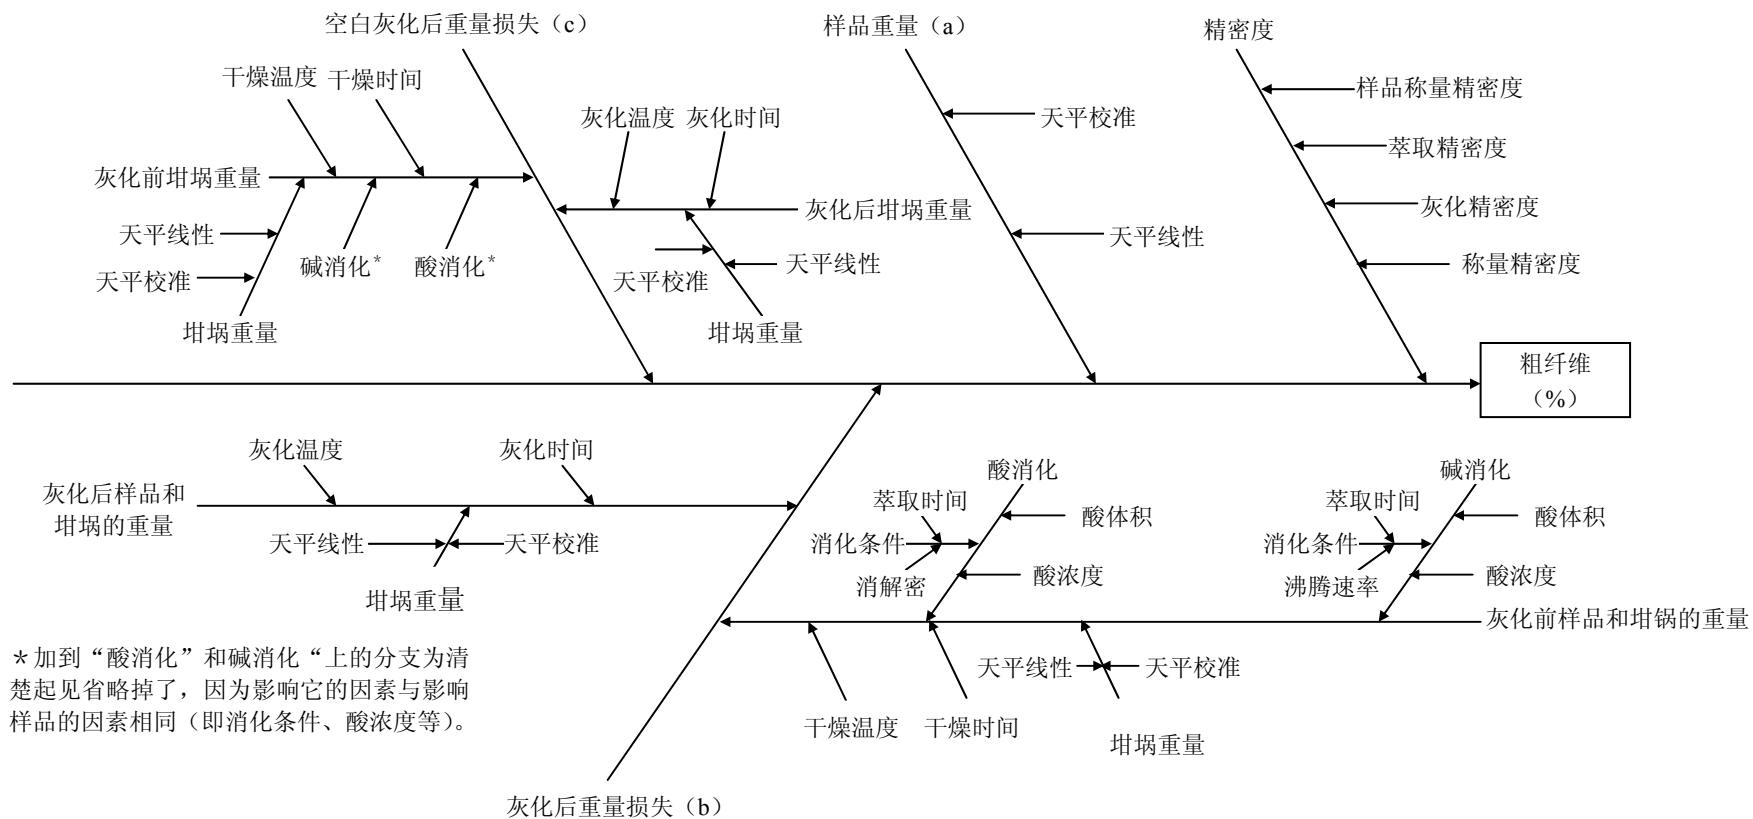 空白灰化后重量损失（c）
样品重量（a）
精密度
干燥温度
干燥时间
样品称量精密度
灰化温度
灰化时间
天平校准
萃取精密度
灰化前坩埚重量
灰化后坩埚重量
灰化精密度
天平线性
天平线性
碱消化*
酸消化*
天平线性
称量精密度
天平校准
天平校准
坩埚重量
坩埚重量
粗纤维
（%）
灰化温度
灰化时间
酸消化
碱消化
灰化后样品和
坩埚的重量
萃取时间
酸体积
萃取时间
酸体积
天平线性
天平校准
消化条件
消化条件
消解密
酸浓度
沸腾速率
酸浓度
坩埚重量
灰化前样品和坩锅的重量
＊加到“酸消化”和碱消化“上的分支为清
楚起见省略掉了，因为影响它的因素与影响
样品的因素相同（即消化条件、酸浓度等）。
天平线性
天平校准
干燥温度
干燥时间
坩埚重量
灰化后重量损失（b）